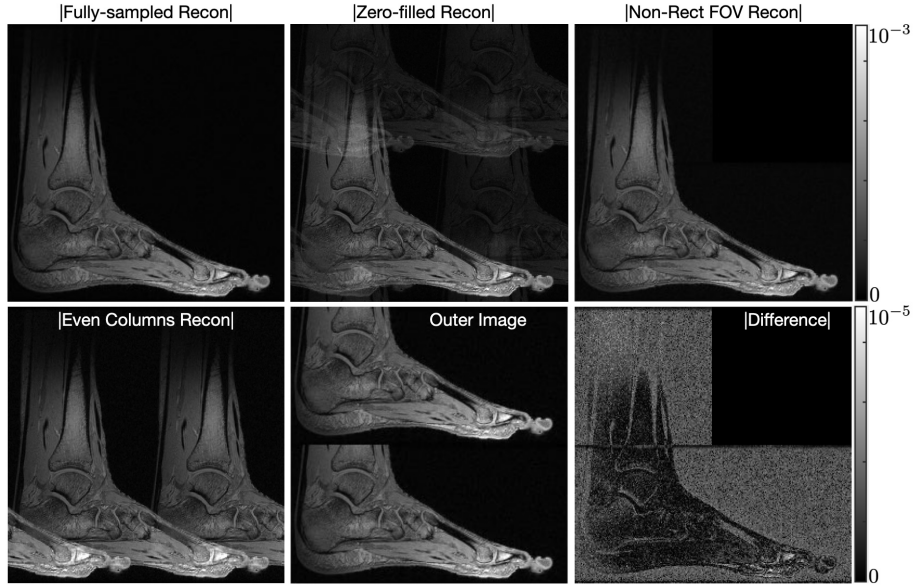 |Fully-sampled Recon|
|Zero-filled Recon|
|Non-Rect FOV Recon|
10⁻³
0
|Even Columns Recon|
Outer Image
|Difference|
10⁻⁵
0